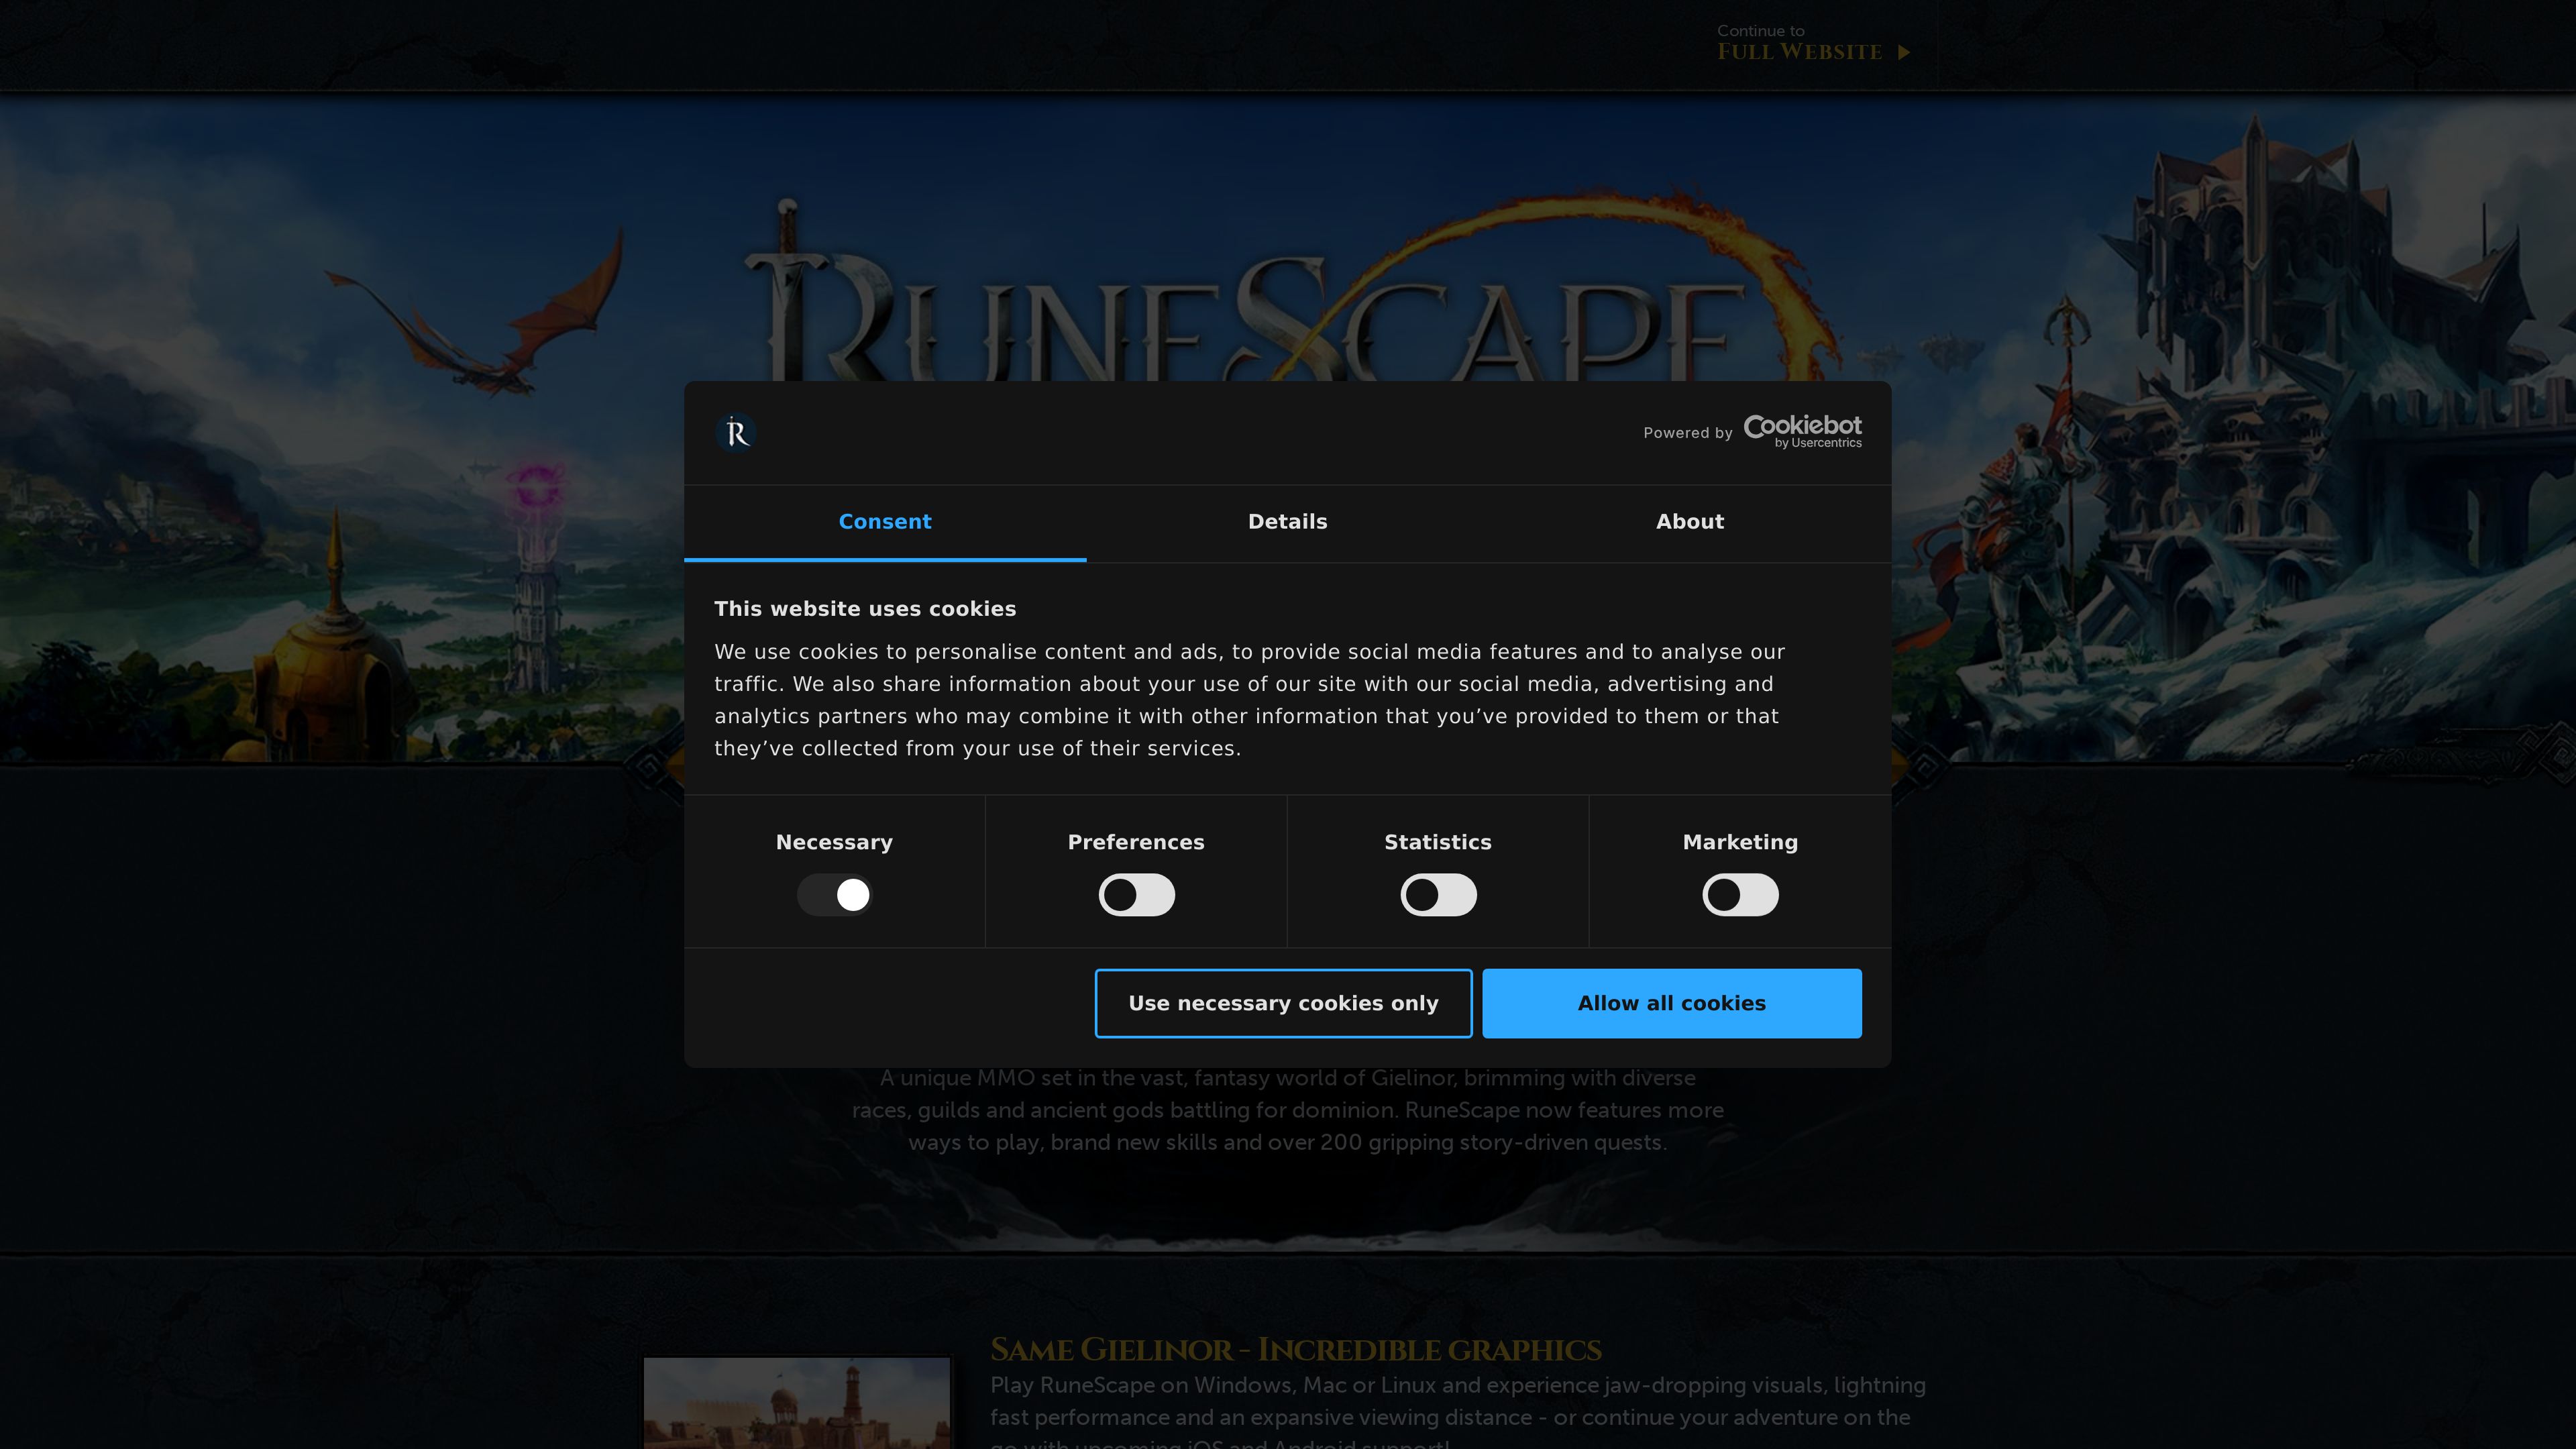 Continue to
FULL WEBSITE
RUNESCAPE
Powered by
Cookiebot
by Usercentrics
Consent
Details
About
This website uses cookies
We use cookies to personalise content and ads, to provide social media features and to analyse our
traffic. We also share information about your use of our site with our social media, advertising and
analytics partners who may combine it with other information that you’ve provided to them or that
they’ve collected from your use of their services.
Necessary
Preferences
Statistics
Marketing
Use necessary cookies only
Allow all cookies
A unique MMO set in the vast, fantasy world of Gielinor, brimming with diverse
races, guilds and ancient gods battling for dominion. RuneScape now features more
ways to play, brand new skills and over 200 gripping story-driven quests.
SAME GIELINOR - INCREDIBLE GRAPHICS
Play RuneScape on Windows, Mac or Linux and experience jaw-dropping visuals, lightning
fast performance and an expansive viewing distance - or continue your adventure on the
go with upcoming iOS and Android support!